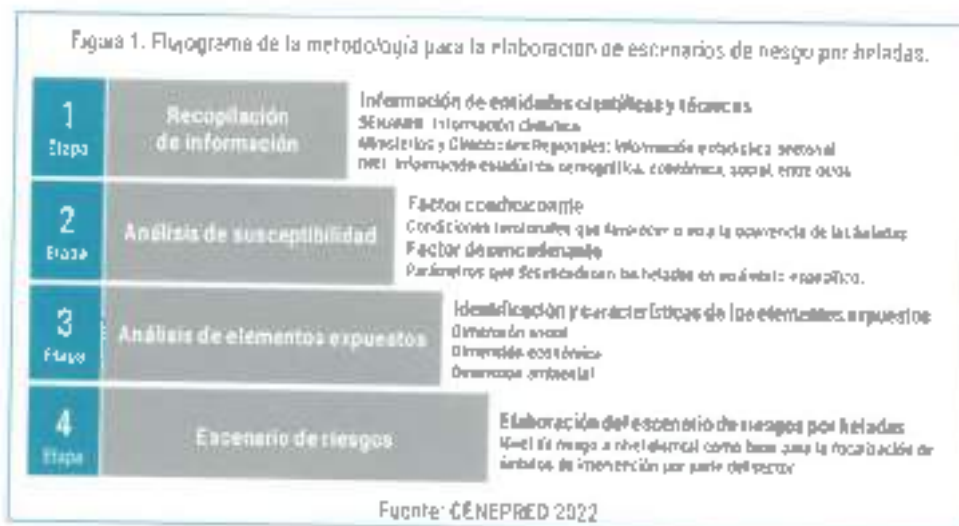 Figura 1. Flujograma de la metodología para la elaboración de escenarios de riesgo por heladas.
1
Etapa
Recopilación
de información
Información de entidades científicas y técnicas
SENAMHI: Información climática
Ministerios y Gobiernos Regionales: Información estadística sectorial
INEI: Información estadística demográfica, económica, social, entre otros
2
Etapa
Análisis de susceptibilidad
Factor condicionante
Condiciones territoriales que favorecen o no a la ocurrencia de las heladas
Factor desencadenante
Parámetros que desencadenan las heladas en un ámbito específico.
3
Etapa
Análisis de elementos expuestos
Identificación y características de los elementos expuestos
Dimensión social
Dimensión económica
Dimensión ambiental
4
Etapa
Escenario de riesgos
Elaboración del escenario de riesgos por heladas
Nivel de riesgo a nivel distrital como base para la focalización de
ámbitos de intervención por parte del sector
Fuente: CENEPRED 2022